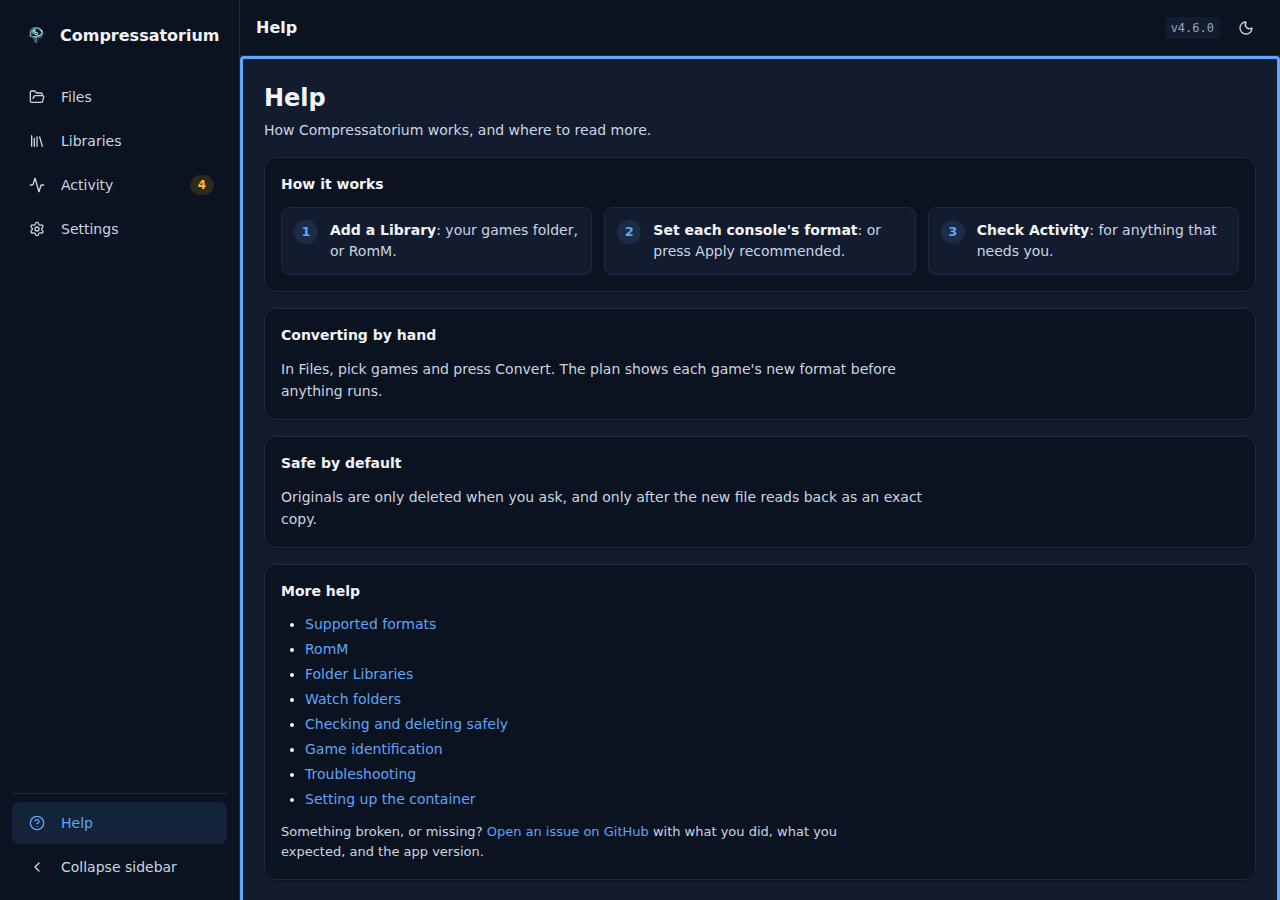 Compressatorium
Files
Libraries
Activity
4
Settings
Help
Collapse sidebar
Help
v4.6.0
Help
How Compressatorium works, and where to read more.
How it works
1
Add a Library: your games folder,
or RomM.
2
Set each console's format: or
press Apply recommended.
3
Check Activity: for anything that
needs you.
Converting by hand
In Files, pick games and press Convert. The plan shows each game's new format before
anything runs.
Safe by default
Originals are only deleted when you ask, and only after the new file reads back as an exact
copy.
More help
Supported formats
RomM
Folder Libraries
Watch folders
Checking and deleting safely
Game identification
Troubleshooting
Setting up the container
Something broken, or missing? Open an issue on GitHub with what you did, what you
expected, and the app version.